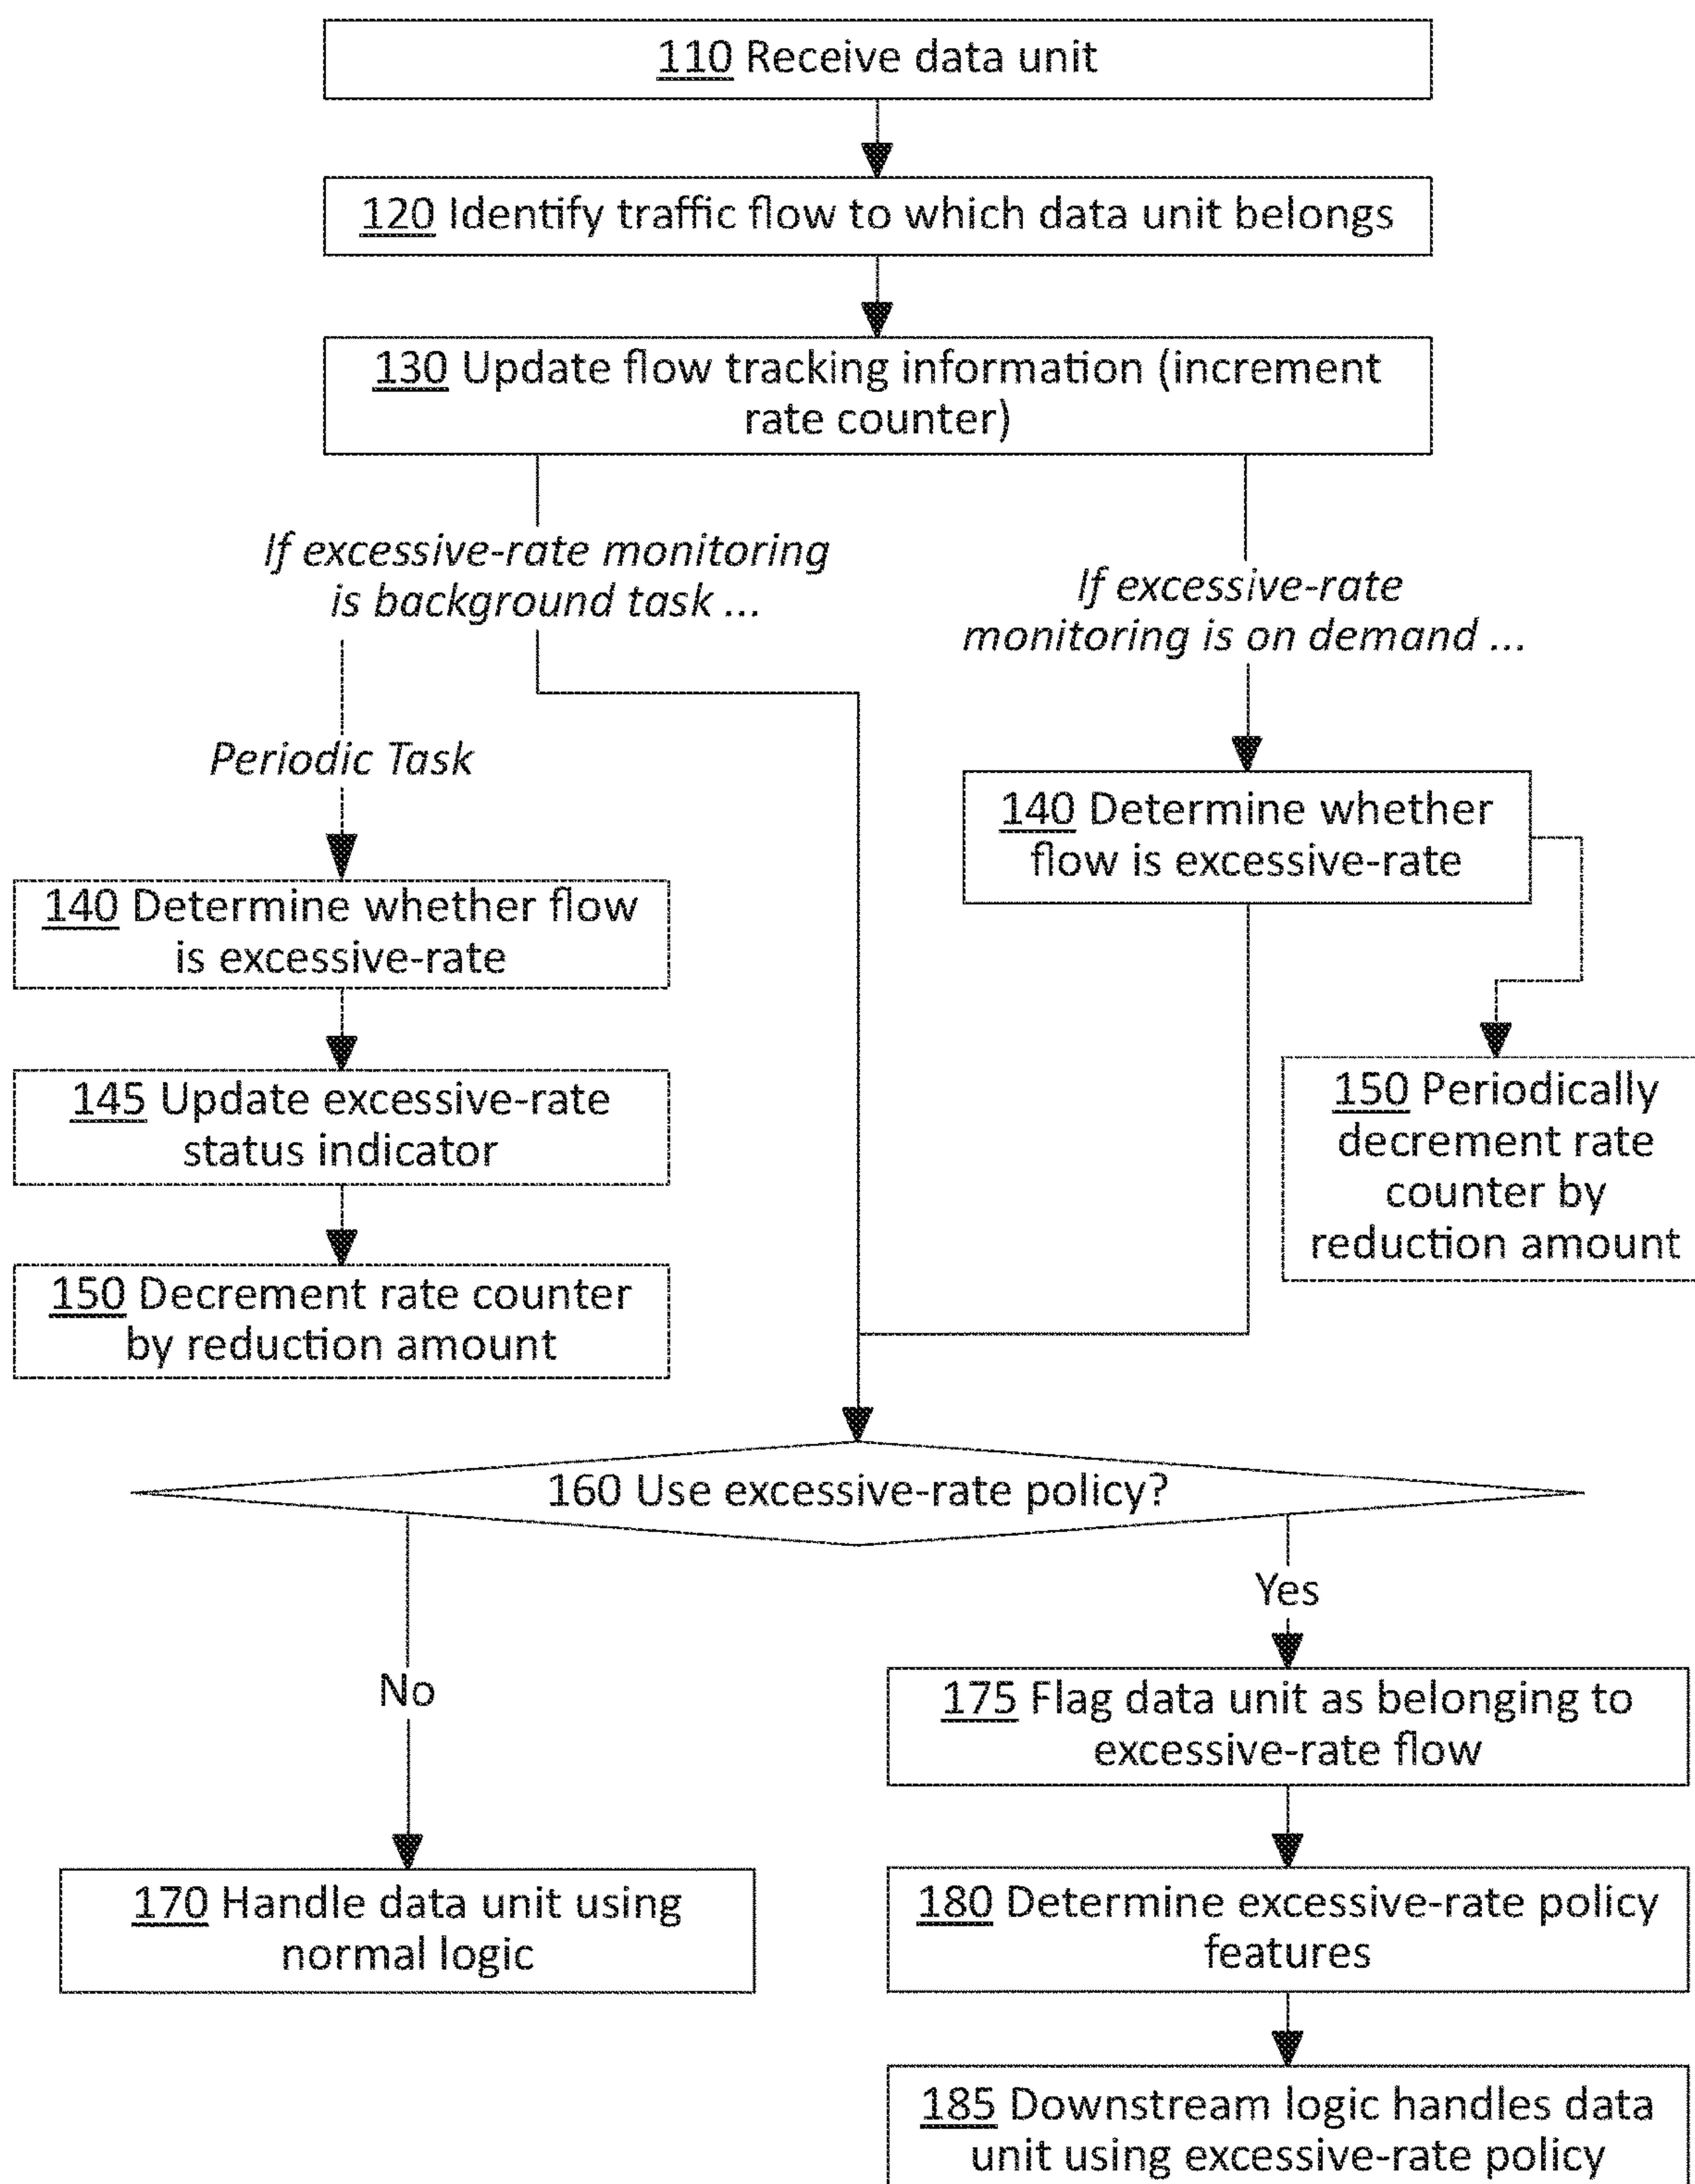 110 Receive data unit
120 Identify traffic flow to which data unit belongs
130 Update flow tracking information (increment
rate counter)
If excessive-rate monitoring
is background task ...
If excessive-rate
monitoring is on demand ...
Periodic Task
140 Determine whether flow
is excessive-rate
140 Determine whether
flow is excessive-rate
145 Update excessive-rate
status indicator
150 Periodically
decrement rate
counter by
reduction amount
150 Decrement rate counter
by reduction amount
160 Use excessive-rate policy?
Yes
No
175 Flag data unit as belonging to
excessive-rate flow
170 Handle data unit using
normal logic
180 Determine excessive-rate policy
features
185 Downstream logic handles data
unit using excessive-rate policy